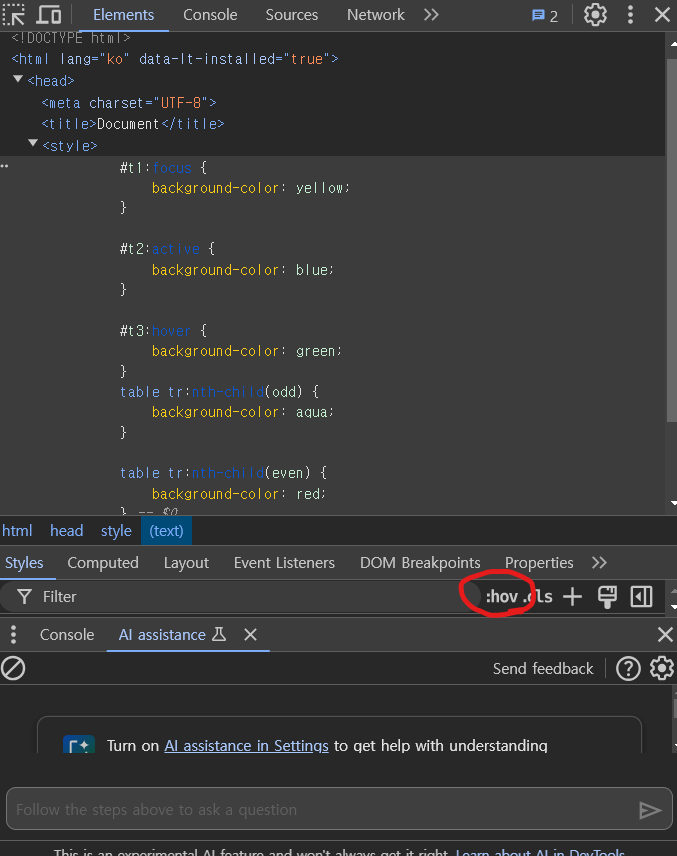 Elements Console Sources Network 2
<!DOCTYPE html>
<html lang="ko" data-lt-installed="true">
<head>
<meta charset="UTF-8">
<title>Document</title>
<style>
#t1:focus {
background-color: yellow;
}
#t2:active {
background-color: blue;
}
#t3:hover {
background-color: green;
}
table tr:nth-child(odd) {
background-color: aqua;
}
table tr:nth-child(even) {
background-color: red;
} == $0
html head style (text)
Styles Computed Layout Event Listeners DOM Breakpoints Properties
Filter :hov .cls
Console AI assistance
Send feedback
Turn on AI assistance in Settings to get help with understanding
Follow the steps above to ask a question
This is an experimental AI feature and won't always get it right. Learn about AI in DevTools